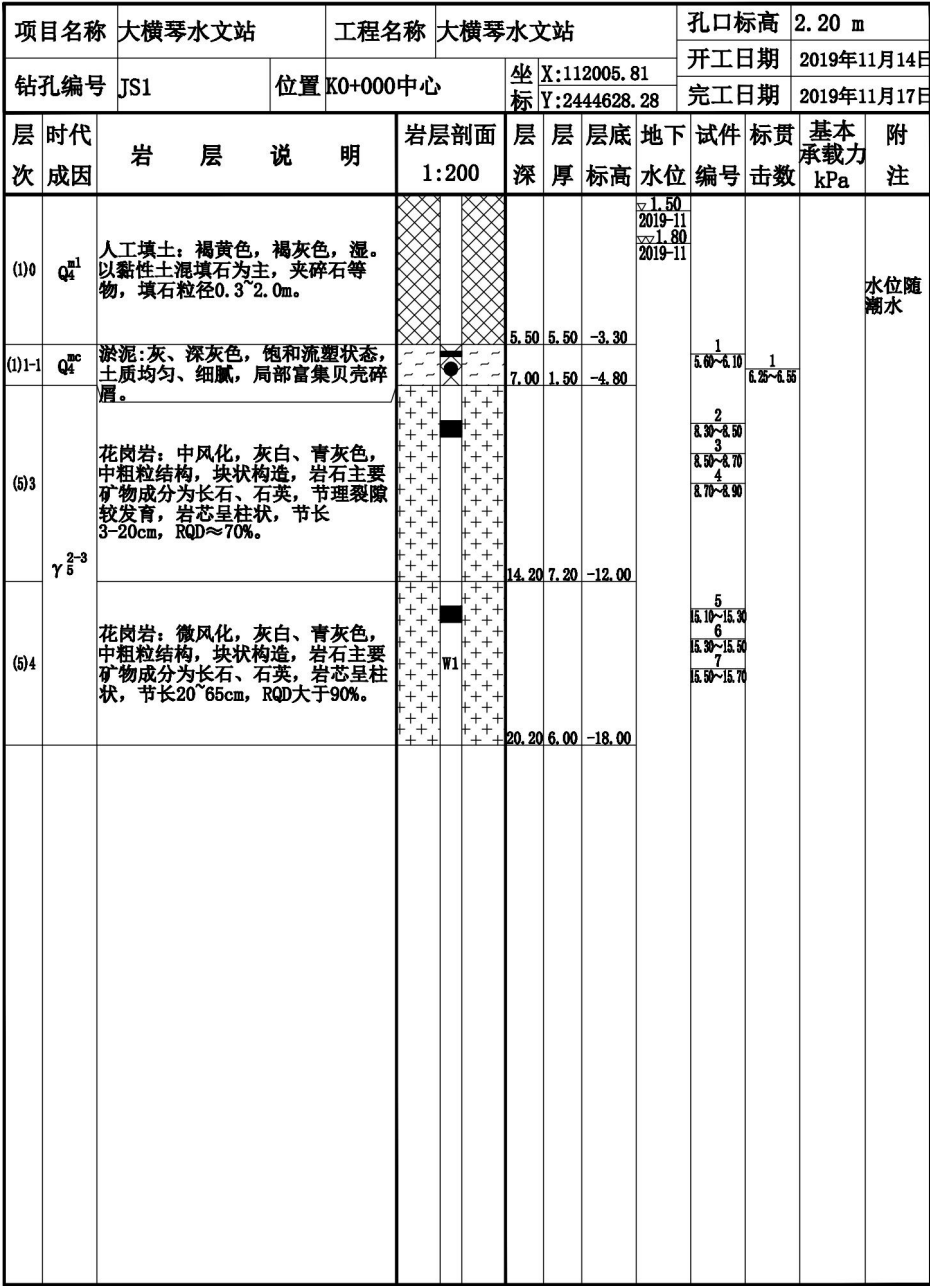 项目名称 大横琴水文站 工程名称 大横琴水文站 孔口标高 2.20 m
开工日期 2019年11月14日
钻孔编号 JS1 位置 K0+000中心 坐标 X:112005.81
Y:2444628.28 完工日期 2019年11月17日
层次 时代成因 岩 层 说 明 岩层剖面 1:200 层深 层厚 层底标高 地下水位 试件编号 标贯击数 基本承载力 kPa 附注
▽1.50
2019-11
▽▽1.80
2019-11
(1)0 Q4ml
人工填土：褐黄色，褐灰色，湿。
以黏性土混填石为主，夹碎石等
物，填石粒径0.3~2.0m。
水位随
潮水
5.50 5.50 -3.30
(1)1-1 Q4mc
淤泥:灰、深灰色，饱和流塑状态，
土质均匀、细腻，局部富集贝壳碎
屑。
7.00 1.50 -4.80
1
5.60~6.10
1
6.25~6.55
(5)3
花岗岩：中风化，灰白、青灰色，
中粗粒结构，块状构造，岩石主要
矿物成分为长石、石英，节理裂隙
较发育，岩芯呈柱状，节长
3-20cm，RQD≈70%。
2
8.30~8.50
3
8.50~8.70
4
8.70~8.90
γ5 2-3
14.20 7.20 -12.00
(5)4
花岗岩：微风化，灰白、青灰色，
中粗粒结构，块状构造，岩石主要
矿物成分为长石、石英，岩芯呈柱
状，节长20~65cm，RQD大于90%。
W1
5
15.10~15.30
6
15.30~15.50
7
15.50~15.70
20.20 6.00 -18.00